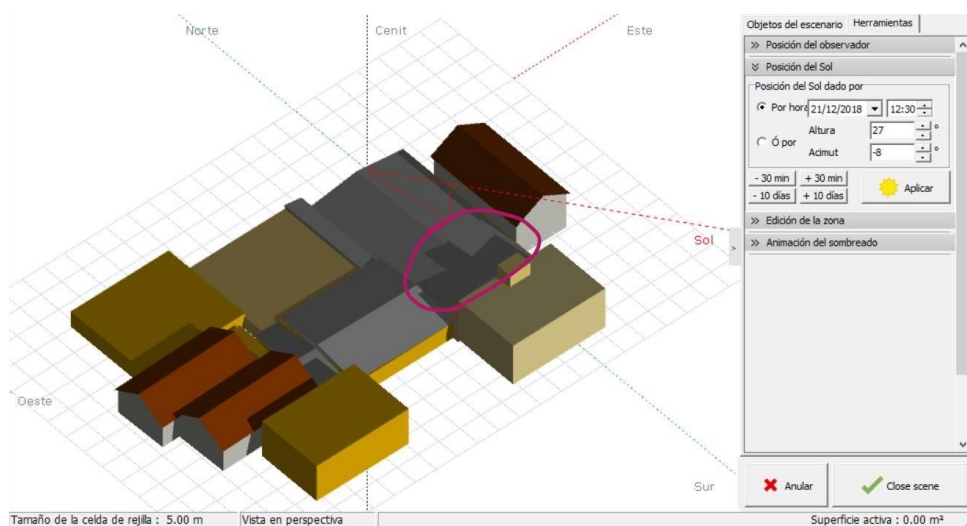 Norte
Cenit
Este
Sol
Oeste
Sur
>
Objetos del escenario Herramientas
Posición del observador
Posición del Sol
Posición del Sol dado por
Por hora 21/12/2018 12:30
Altura 27 °
Ó por
Acimut -8 °
- 30 min + 30 min
- 10 días + 10 días
Aplicar
Edición de la zona
Animación del sombreado
Anular Close scene
Tamaño de la celda de rejilla : 5.00 m Vista en perspectiva Superficie activa : 0.00 m²